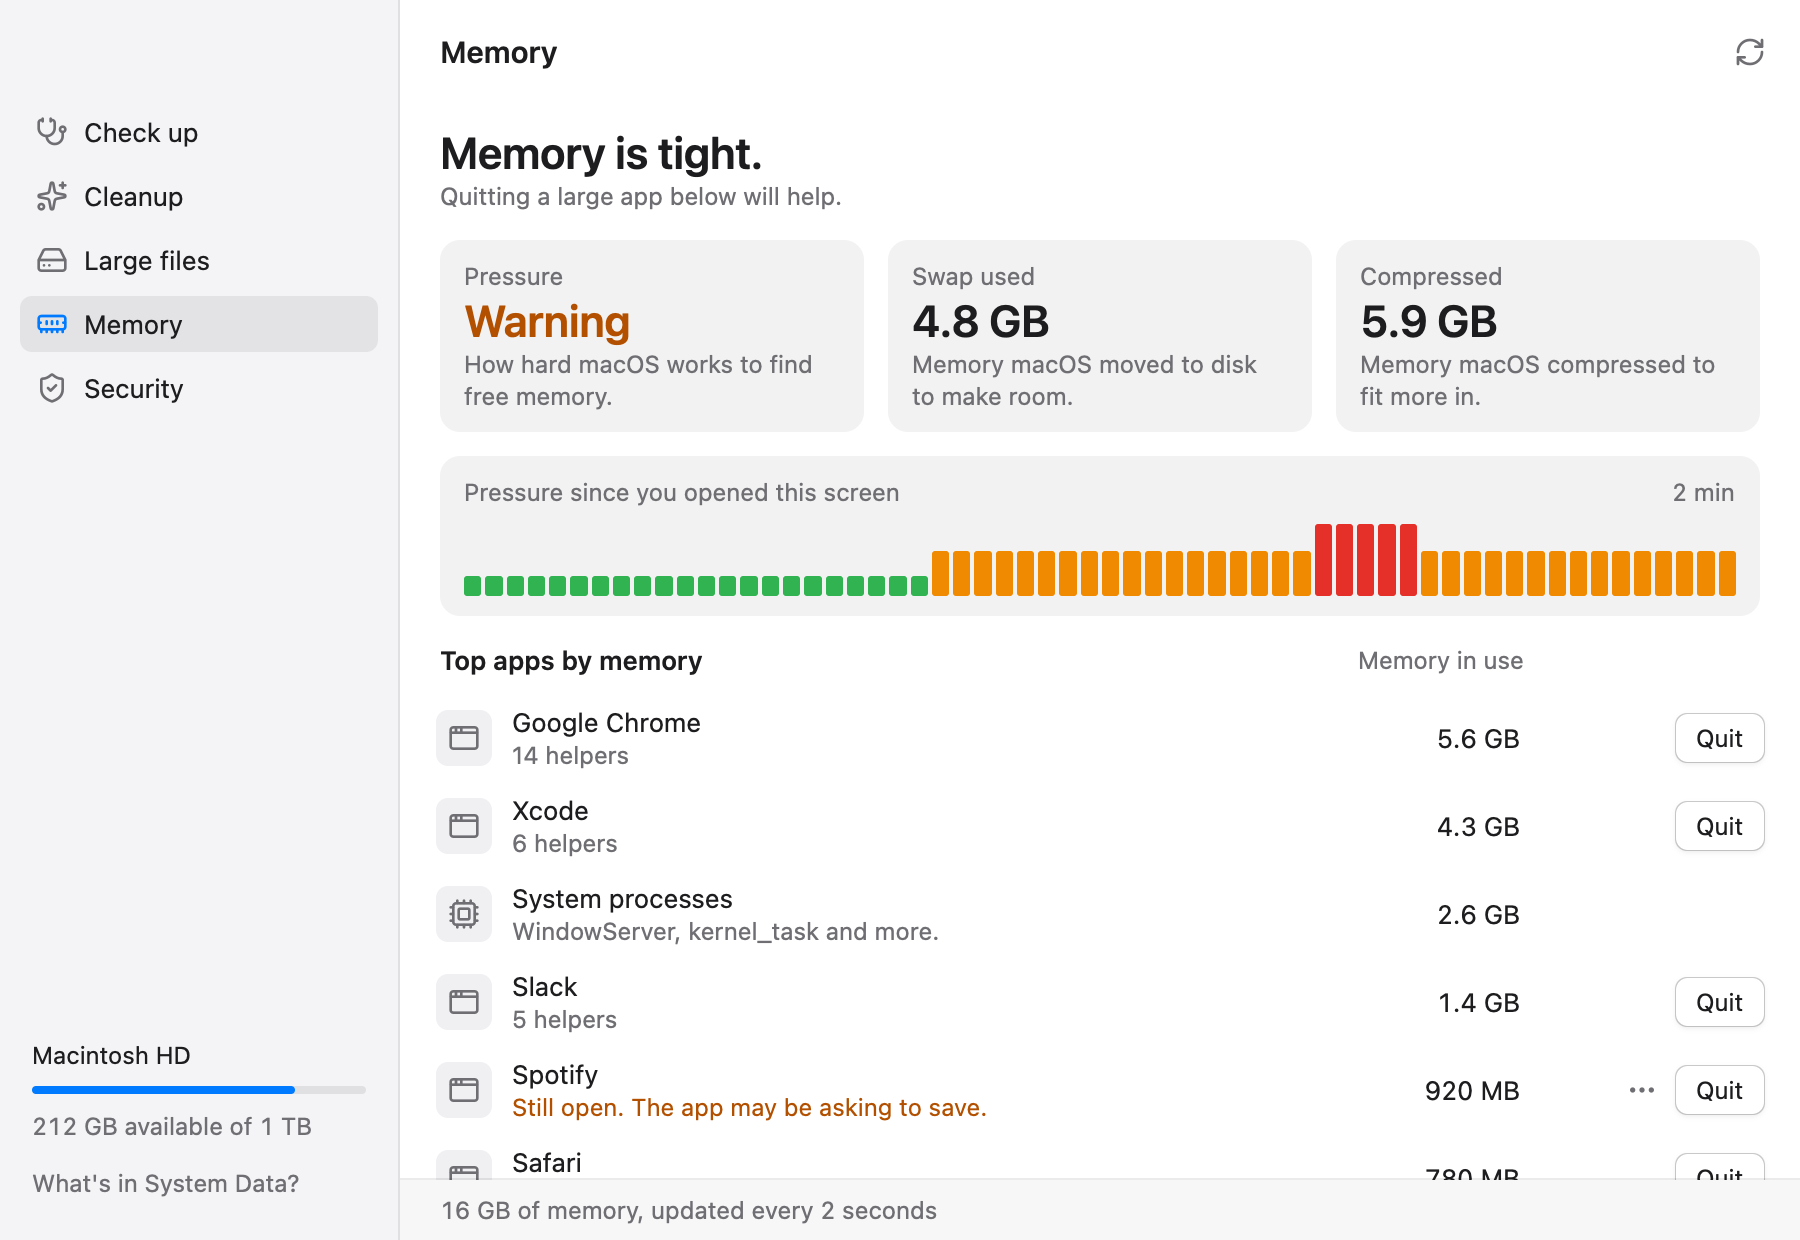 Memory
Check up
Cleanup
Large files
Memory
Security
Macintosh HD
212 GB available of 1 TB
What's in System Data?
Memory is tight.
Quitting a large app below will help.
Pressure
Warning
How hard macOS works to find
free memory.
Swap used
4.8 GB
Memory macOS moved to disk
to make room.
Compressed
5.9 GB
Memory macOS compressed to
fit more in.
Pressure since you opened this screen
2 min
Top apps by memory
Memory in use
Google Chrome
14 helpers
5.6 GB
Quit
Xcode
6 helpers
4.3 GB
Quit
System processes
WindowServer, kernel_task and more.
2.6 GB
Slack
5 helpers
1.4 GB
Quit
Spotify
Still open. The app may be asking to save.
920 MB
Quit
Safari
780 MB
Quit
16 GB of memory, updated every 2 seconds